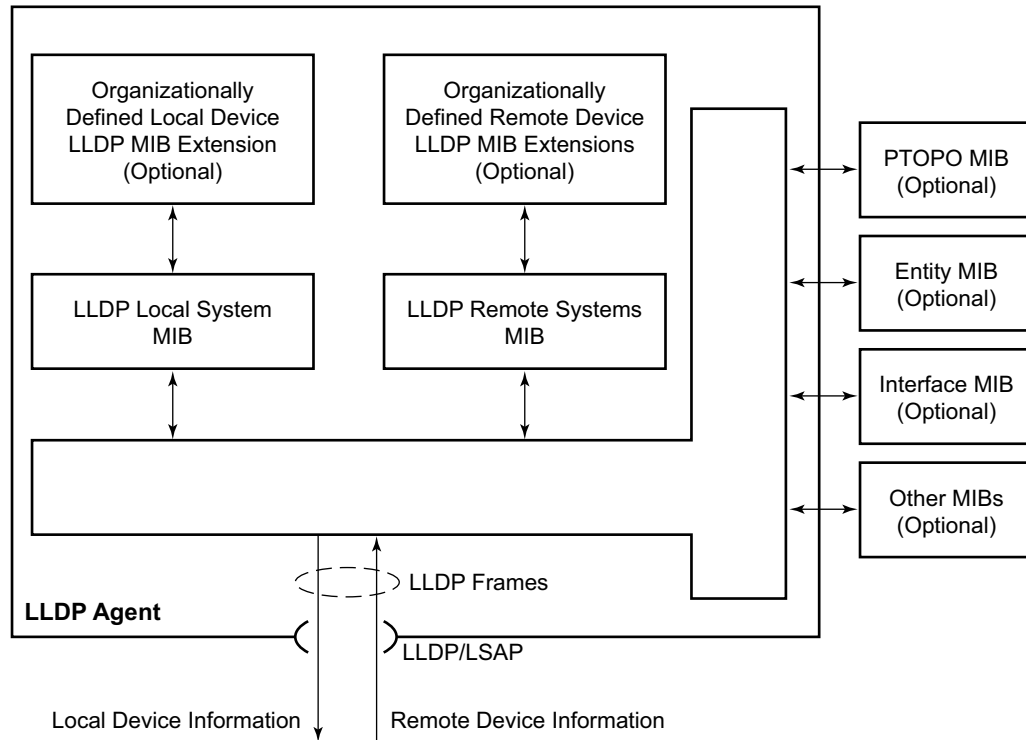 Organizationally
Defined Local Device
LLDP MIB Extension
(Optional)
Organizationally
Defined Remote Device
LLDP MIB Extensions
(Optional)
PTOPO MIB
(Optional)
Entity MIB
(Optional)
LLDP Local System
MIB
LLDP Remote Systems
MIB
Interface MIB
(Optional)
Other MIBs
(Optional)
LLDP Frames
LLDP Agent
LLDP/LSAP
Local Device Information
Remote Device Information